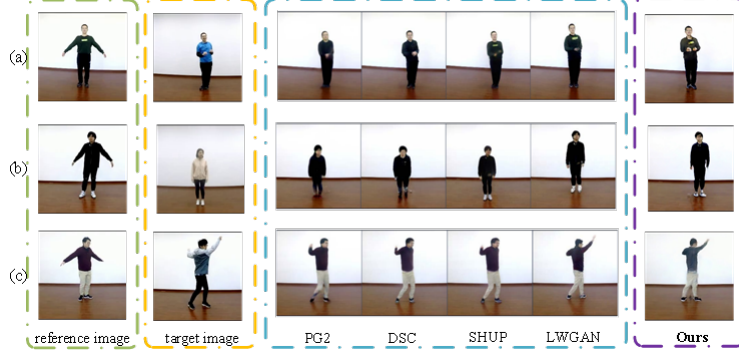 (a)
(b)
(c)
reference image
target image
PG2
DSC
SHUP
LWGAN
Ours